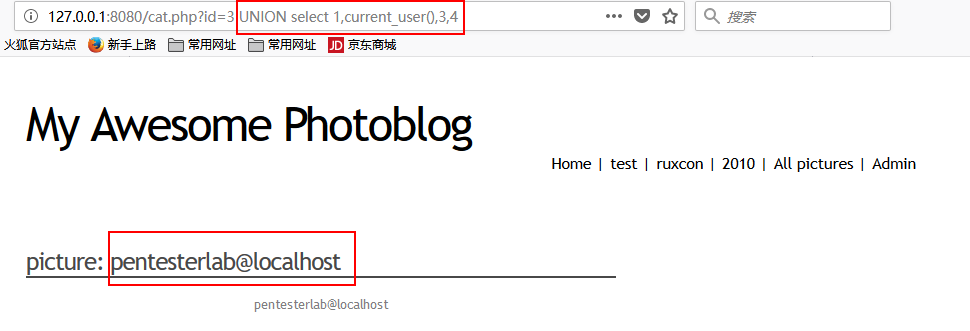 127.0.0.1:8080/cat.php?id=3 UNION select 1,current_user(),3,4 搜索
火狐官方站点 新手上路 常用网址 常用网址 JD 京东商城
My Awesome Photoblog
Home | test | ruxcon | 2010 | All pictures | Admin
picture: pentesterlab@localhost
pentesterlab@localhost